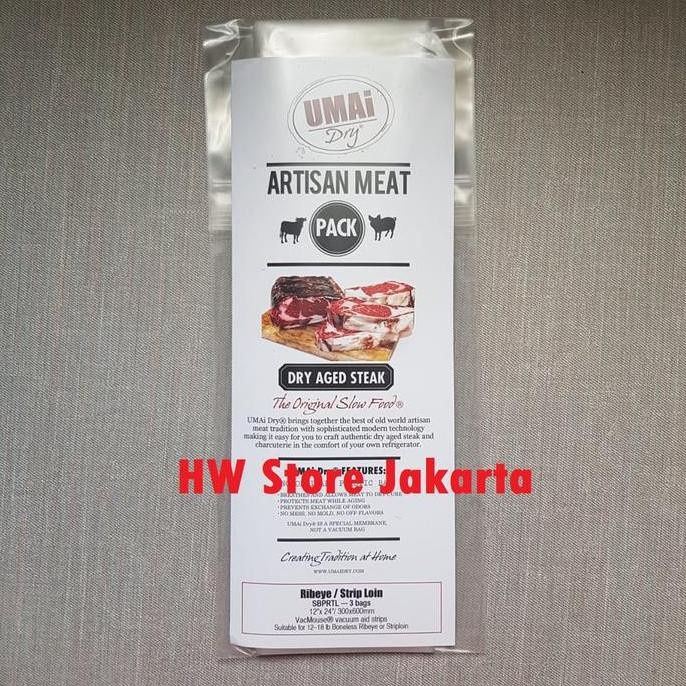 UMAi
Dry®
ARTISAN MEAT
PACK
DRY AGED STEAK
The Original Slow Food®
UMAi Dry® brings together the best of old world artisan
meat tradition with sophisticated modern technology
making it easy for you to craft authentic dry aged steak and
charcuterie in the comfort of your own refrigerator.
UMAi Dry® FEATURES:
HW Store Jakarta
· BREATHES AND ALLOWS MEAT TO DRY CURE
· PROTECTS MEAT WHILE AGING
· PREVENTS EXCHANGE OF ODORS
· NO MESS, NO MOLD, NO OFF FLAVORS
UMAi Dry® IS A SPECIAL MEMBRANE,
NOT A VACUUM BAG
Creating Tradition at Home
WWW.UMAIDRY.COM
Ribeye / Strip Loin
SBPRTL — 3 bags
12"x 24"/ 300x600mm
VacMouse® vacuum aid strips
Suitable for 12–18 lb Boneless Ribeye or Striploin